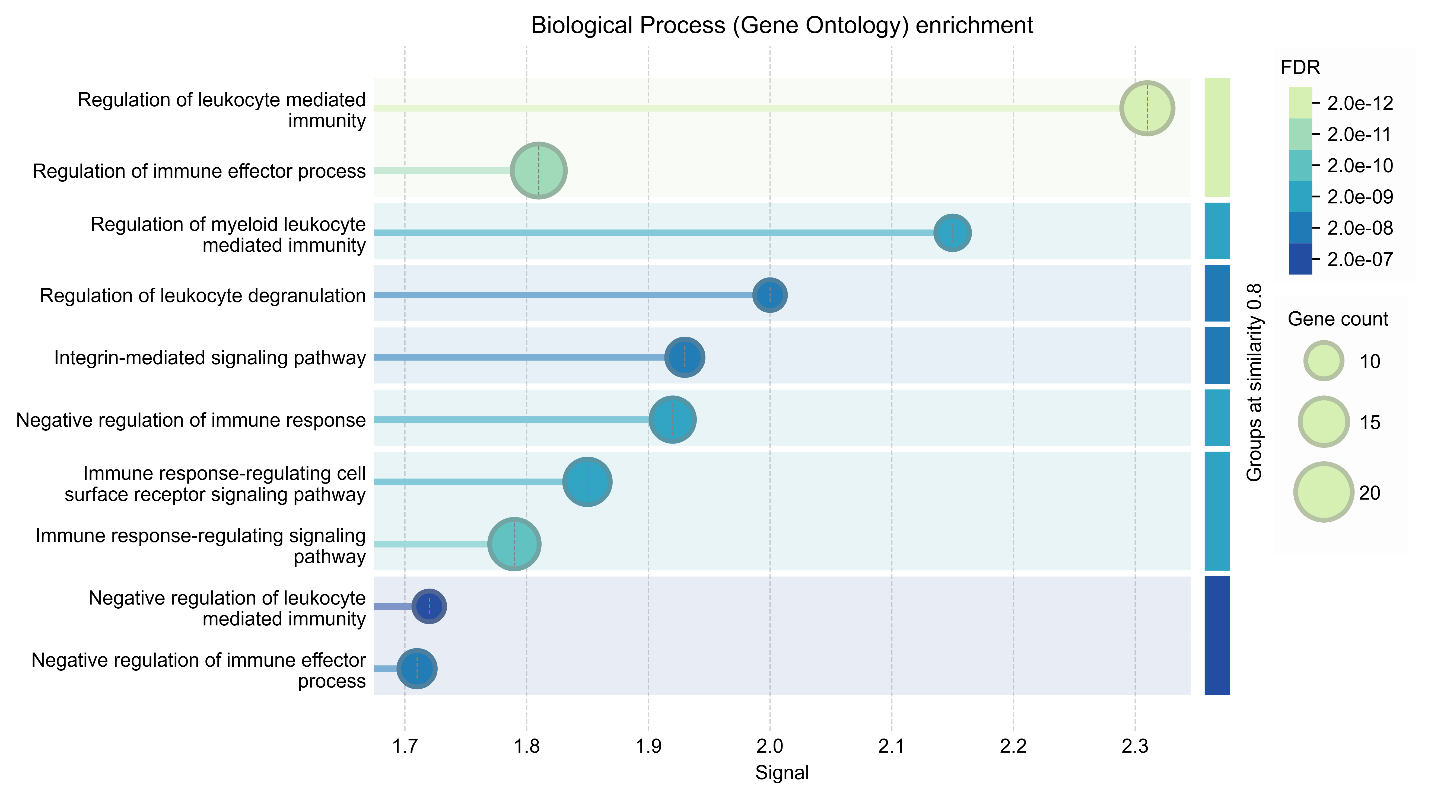 Biological Process (Gene Ontology) enrichment
Regulation of leukocyte mediated
immunity
Regulation of immune effector process
Regulation of myeloid leukocyte
mediated immunity
Regulation of leukocyte degranulation
Integrin-mediated signaling pathway
Negative regulation of immune response
Immune response-regulating cell
surface receptor signaling pathway
Immune response-regulating signaling
pathway
Negative regulation of leukocyte
mediated immunity
Negative regulation of immune effector
process
1.7
1.8
1.9
2.0
2.1
2.2
2.3
Signal
Groups at similarity 0.8
FDR
2.0e-12
2.0e-11
2.0e-10
2.0e-09
2.0e-08
2.0e-07
Gene count
10
15
20